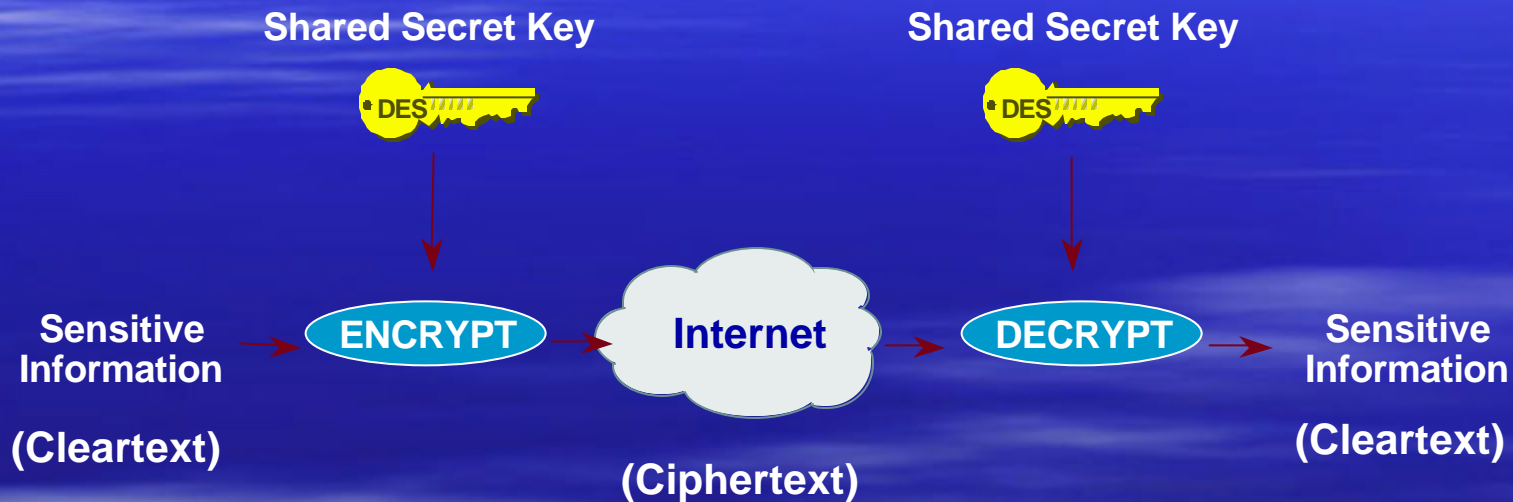 Shared Secret Key
Shared Secret Key
DES
DES
Sensitive
Information
(Cleartext)
ENCRYPT
Internet
(Ciphertext)
DECRYPT
Sensitive
Information
(Cleartext)